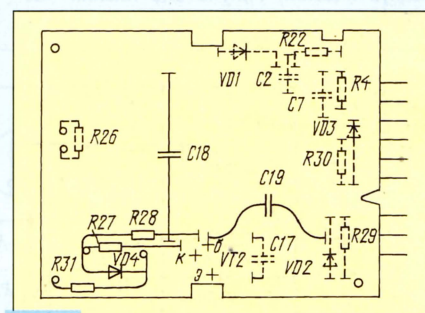 R22
VD1
C2
R4
C7
VD3
R26
C18
R30
C19
R28
R27
R29
VD4
К
б
VT2
C17
VD2
R31
э